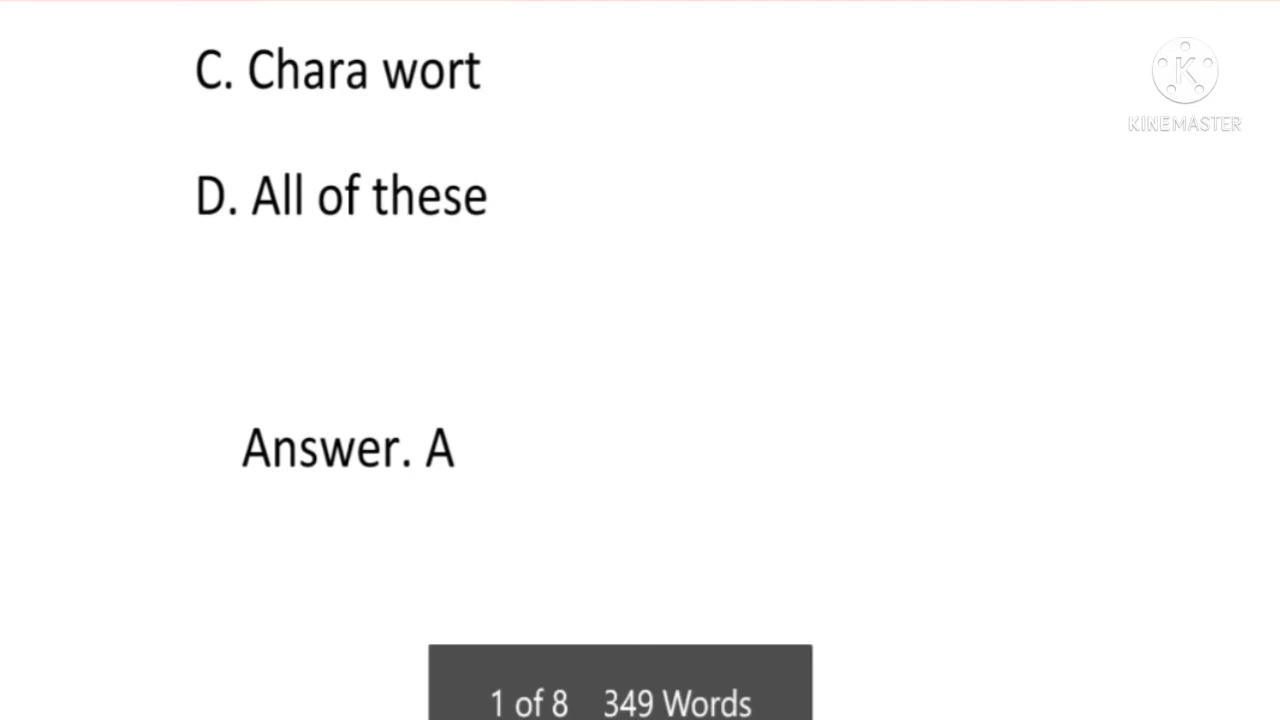 C. Chara wort
K
KINEMASTER
D. All of these
Answer. A
1 of 8 349 Words